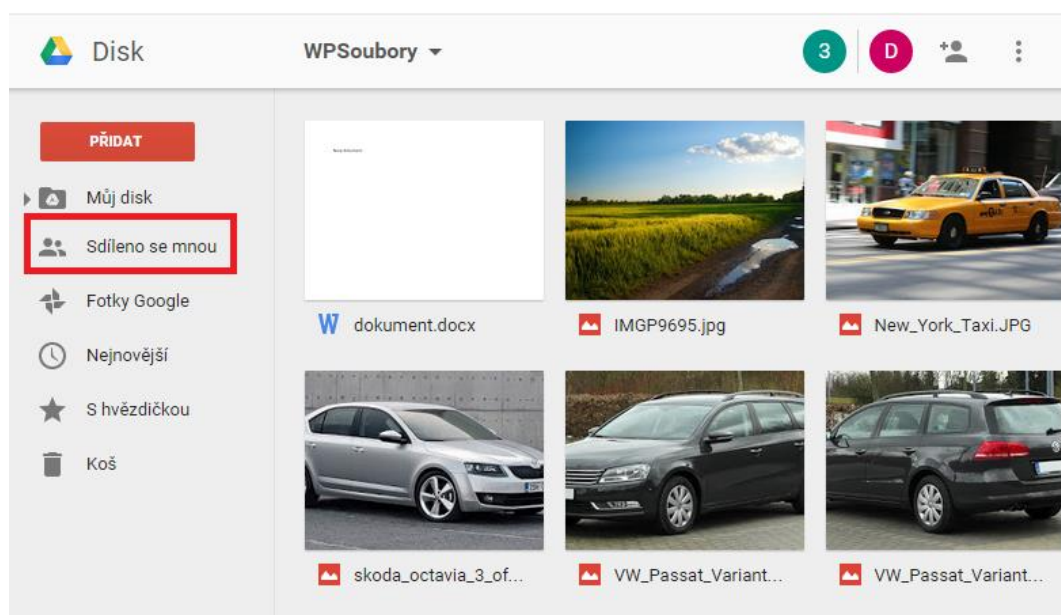 Disk
WPSoubory
3
D
PŘIDAT
Můj disk
Sdíleno se mnou
Fotky Google
Nejnovější
S hvězdičkou
Koš
W dokument.docx
IMGP9695.jpg
New_York_Taxi.JPG
skoda_octavia_3_of...
VW_Passat_Variant...
VW_Passat_Variant...